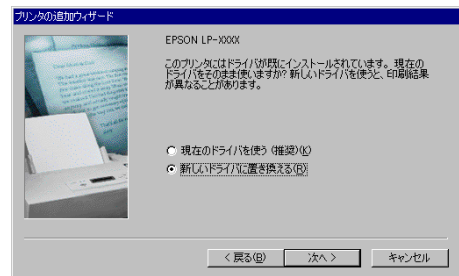 プリンタの追加ウィザード
EPSON LP-XXXX
このプリンタにはドライバが既にインストールされています。現在の
ドライバをそのまま使いますか? 新しいドライバを使うと、印刷結果
が異なることがあります。
現在のドライバを使う (推奨)(K)
新しいドライバに置き換える(R)
< 戻る(B)
次へ >
キャンセル